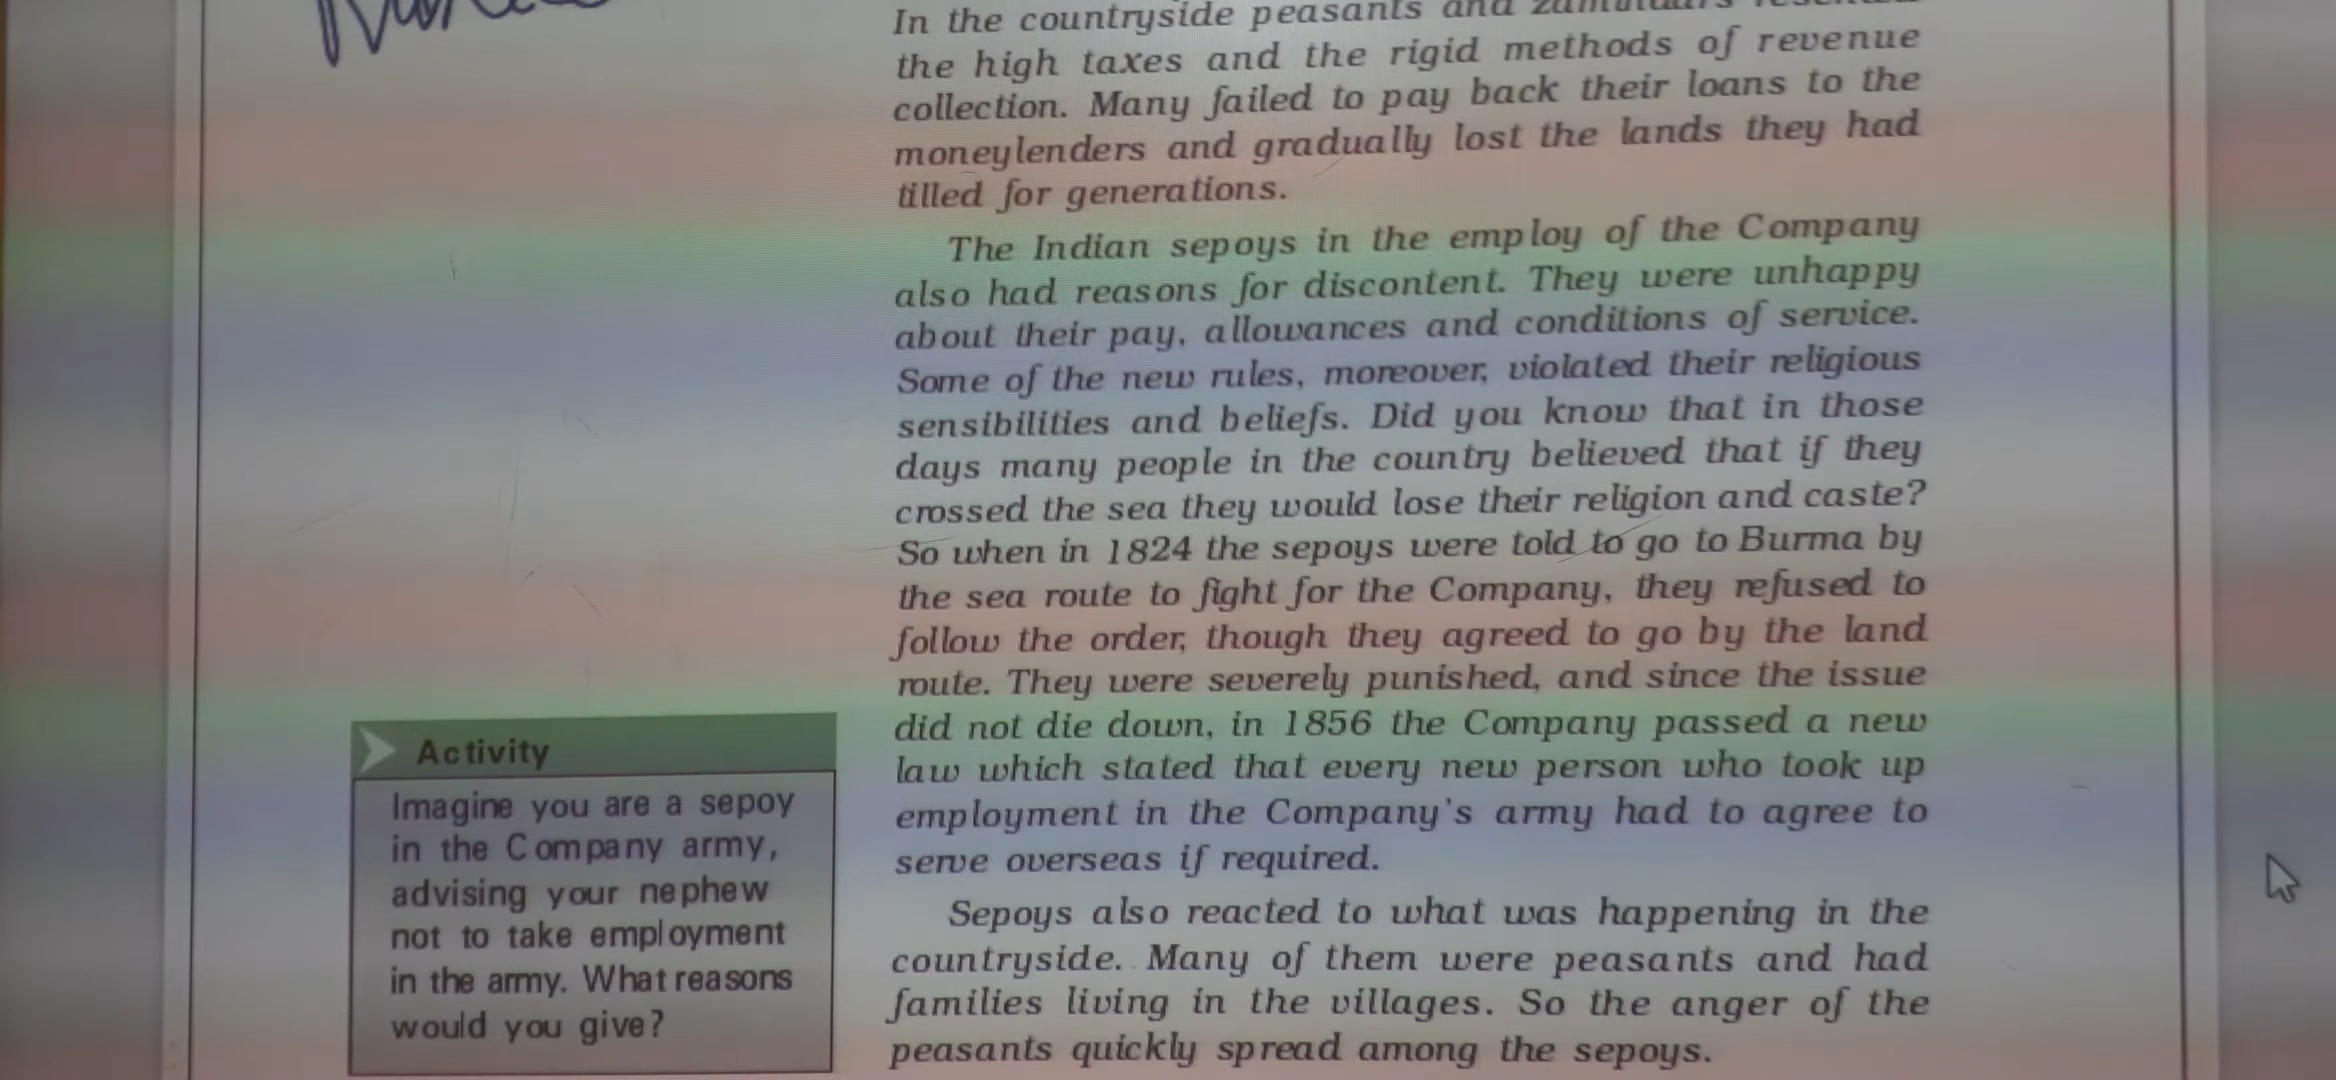 In the countryside peasants and
the high taxes and the rigid methods of revenue
collection. Many failed to pay back their loans to the
moneylenders and gradually lost the lands they had
tilled for generations.
The Indian sepoys in the employ of the Company
also had reasons for discontent. They were unhappy
about their pay, allowances and conditions of service.
Some of the new rules, moreover, violated their religious
sensibilities and beliefs. Did you know that in those
days many people in the country believed that if they
crossed the sea they would lose their religion and caste?
So when in 1824 the sepoys were told to go to Burma by
the sea route to fight for the Company, they refused to
follow the order, though they agreed to go by the land
route. They were severely punished, and since the issue
did not die down, in 1856 the Company passed a new
law which stated that every new person who took up
employment in the Company's army had to agree to
serve overseas if required.
Sepoys also reacted to what was happening in the
countryside. Many of them were peasants and had
families living in the villages. So the anger of the
peasants quickly spread among the sepoys.
Activity
Imagine you are a sepoy
in the Company army,
advising your nephew
not to take employment
in the army. What reasons
would you give?